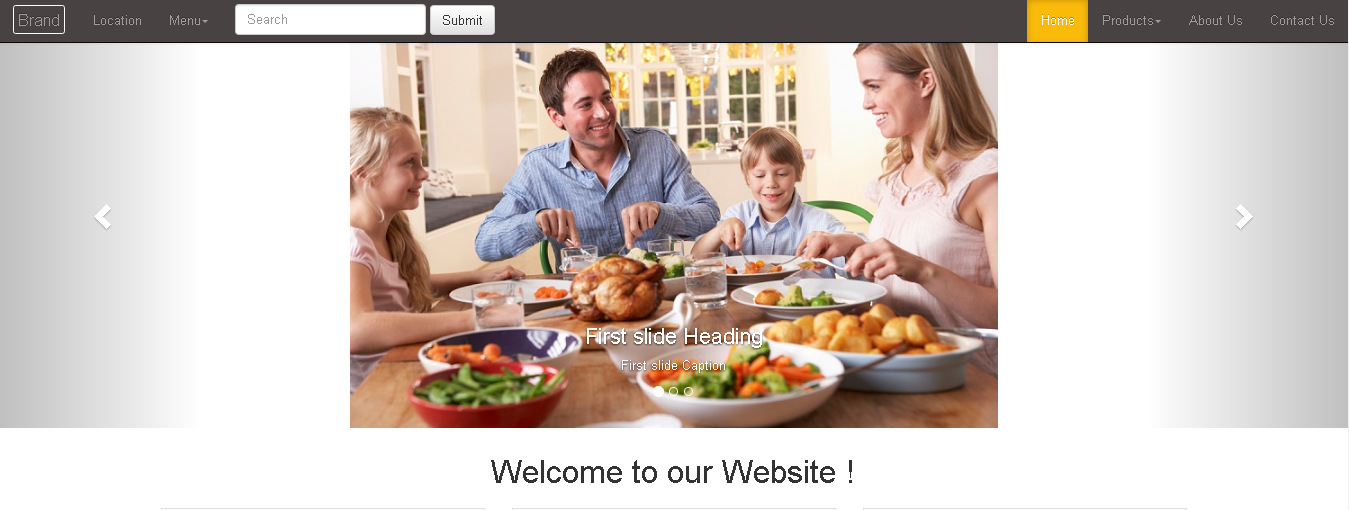 Brand Location Menu Search Submit Home Products About Us Contact Us
First slide Heading
First slide Caption
Welcome to our Website !